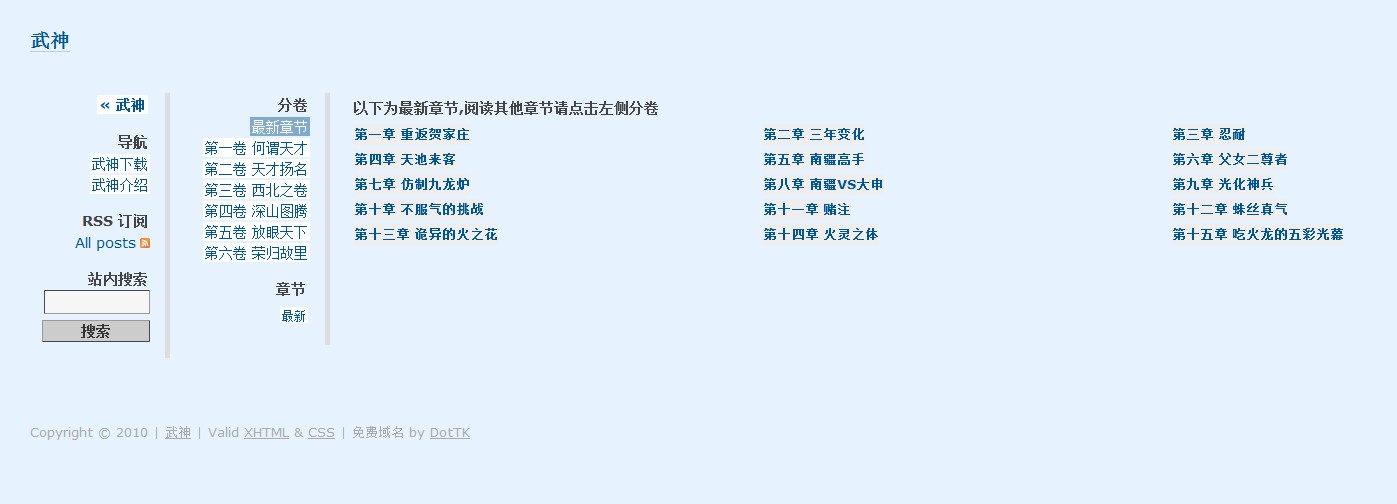 武神
« 武神
导航
武神下载
武神介绍
RSS 订阅
All posts
站内搜索
搜索
分卷
最新章节
第一卷 何谓天才
第二卷 天才扬名
第三卷 西北之卷
第四卷 深山图腾
第五卷 放眼天下
第六卷 荣归故里
章节
最新
以下为最新章节,阅读其他章节请点击左侧分卷
第一章 重返贺家庄 第二章 三年变化 第三章 忍耐
第四章 天池来客 第五章 南疆高手 第六章 父女二尊者
第七章 仿制九龙炉 第八章 南疆VS大申 第九章 光化神兵
第十章 不服气的挑战 第十一章 赌注 第十二章 蛛丝真气
第十三章 诡异的火之花 第十四章 火灵之体 第十五章 吃火龙的五彩光幕
Copyright © 2010 | 武神 | Valid XHTML & CSS | 免费域名 by DotTK